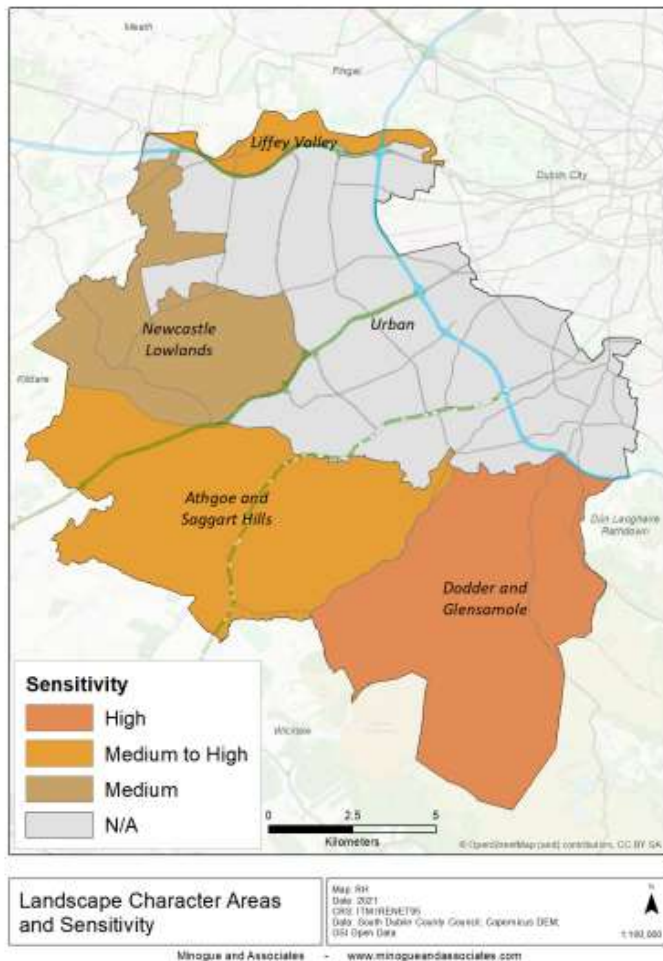 Meath
Fingal
Liffey Valley
Dublin City
Newcastle
Lowlands
Urban
Kildare
Athgoe and
Saggart Hills
Dún Laoghaire
Rathdown
Dodder and
Glensamole
Wicklow
Sensitivity
High
Medium to High
Medium
N/A
0 2.5 5
Kilometers
© OpenStreetMap (and) contributors, CC BY SA
Landscape Character Areas
and Sensitivity
Map: RH
Date: 2021
CRS: ITM IRENET95
Data: South Dublin County Council; Copernicus DEM;
OSI Open Data
N
1:160,000
Minogue and Associates - www.minogueandassociates.com